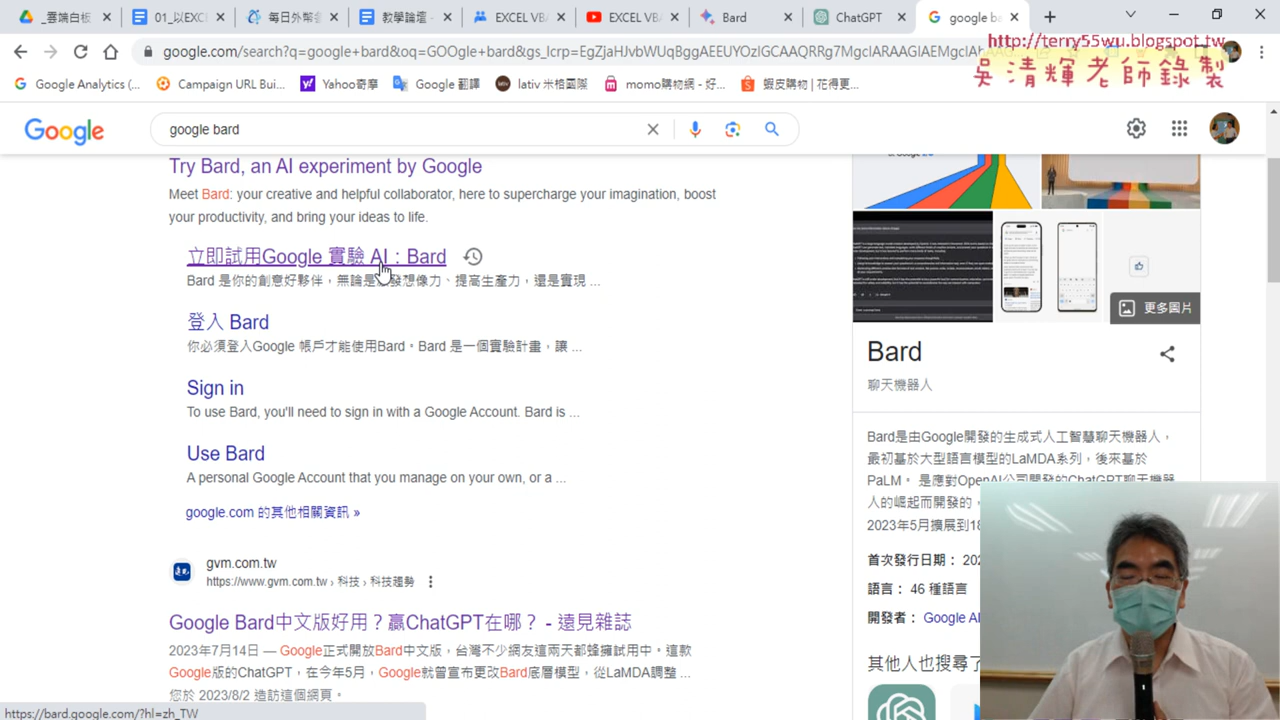 _雲端白板
01_以EXC
每日外幣
教學論壇
EXCEL VB
EXCEL VB
Bard
ChatGPT
google ba
google.com/search?q=google+bard&oq=GOOgle+bard&gs_lcrp=EgZjaHJvbWUqBggAEEUYOzIGCAAQRRg7MgcIARAAGIAEMgcIA
http://terry55wu.blogspot.tw
吳清輝老師錄製
Google Analytics (...
Campaign URL Bui...
Yahoo奇摩
Google 翻譯
lativ 米格國際
momo購物網 - 好...
蝦皮購物 | 花得更...
Google
google bard
Try Bard, an AI experiment by Google
Meet Bard: your creative and helpful collaborator, here to supercharge your imagination, boost
your productivity, and bring your ideas to life.
立即試用Google 驗 AI：Bard
Bard 是你的創意好夥伴，無論是 發想像力、提高生產力，還是實現 ...
登入 Bard
你必須登入Google 帳戶才能使用Bard。Bard 是一個實驗計畫，讓 ...
Sign in
To use Bard, you'll need to sign in with a Google Account. Bard is ...
Use Bard
A personal Google Account that you manage on your own, or a ...
google.com 的其他相關資訊 »
gvm.com.tw
https://www.gvm.com.tw › 科技 › 科技趨勢
Google Bard中文版好用？贏ChatGPT在哪？ - 遠見雜誌
2023年7月14日 — Google正式開放Bard中文版，台灣不少網友這兩天都蜂擁試用中。這款
Google版的ChatGPT，在今年5月，Google就曾宣布更改Bard底層模型，從LaMDA調整 ...
您於 2023/8/2 造訪這個網頁。
https://bard.google.com/?hl=zh_TW
更多圖片
Bard
聊天機器人
Bard是由Google開發的生成式人工智慧聊天機器人，
最初基於大型語言模型的LaMDA系列，後來基於
PaLM。 是應對OpenAI公司開發的ChatGPT聊天機器
人的崛起而開發的，
2023年5月擴展到18
首次發行日期： 202
語言： 46 種語言
開發者： Google AI
其他人也搜尋了